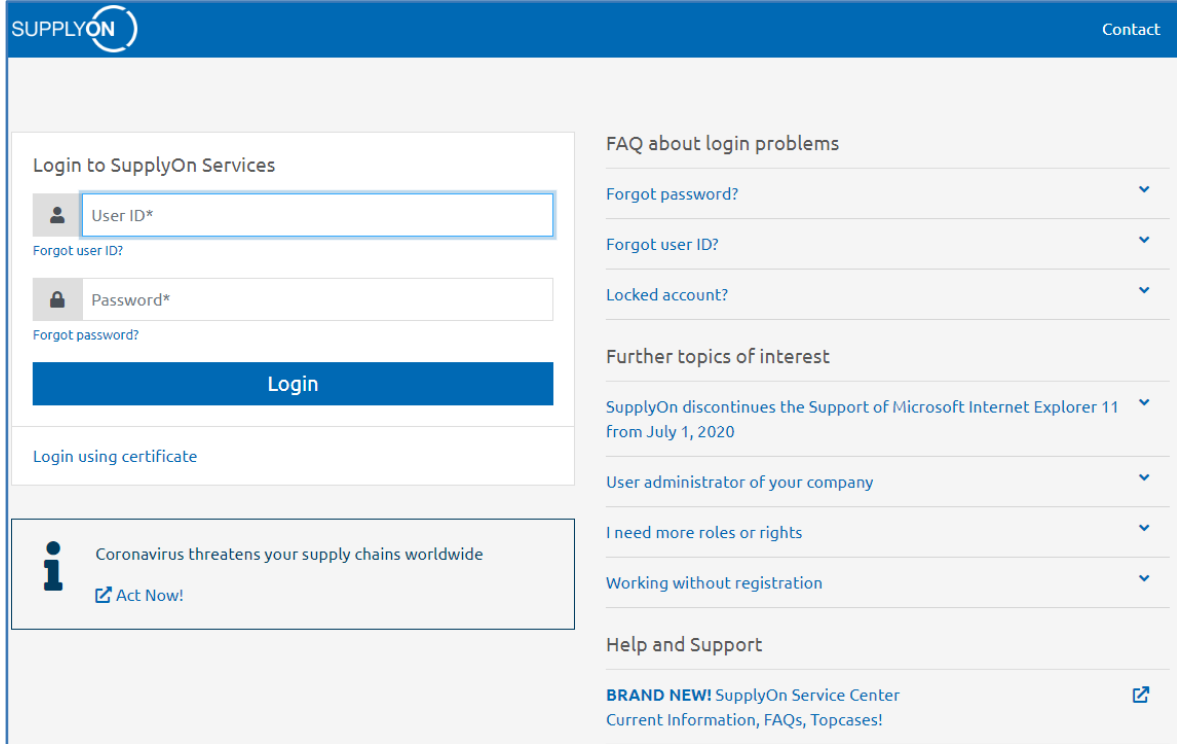 SUPPLYON
Contact
Login to SupplyOn Services
User ID*
Forgot user ID?
Password*
Forgot password?
Login
Login using certificate
Coronavirus threatens your supply chains worldwide
Act Now!
FAQ about login problems
Forgot password?
Forgot user ID?
Locked account?
Further topics of interest
SupplyOn discontinues the Support of Microsoft Internet Explorer 11
from July 1, 2020
User administrator of your company
I need more roles or rights
Working without registration
Help and Support
BRAND NEW! SupplyOn Service Center
Current Information, FAQs, Topcases!